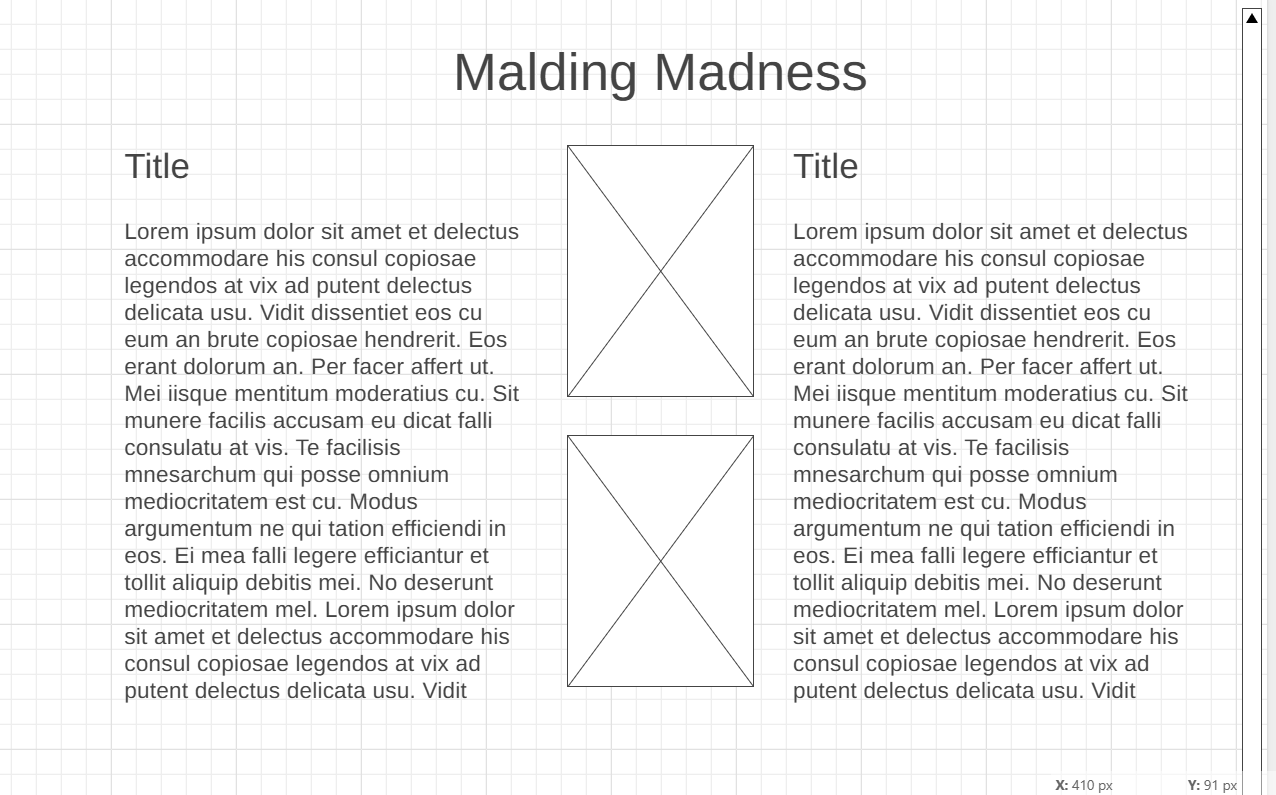 Malding Madness
Title
Lorem ipsum dolor sit amet et delectus
accommodare his consul copiosae
legendos at vix ad putent delectus
delicata usu. Vidit dissentiet eos cu
eum an brute copiosae hendrerit. Eos
erant dolorum an. Per facer affert ut.
Mei iisque mentitum moderatius cu. Sit
munere facilis accusam eu dicat falli
consulatu at vis. Te facilisis
mnesarchum qui posse omnium
mediocritatem est cu. Modus
argumentum ne qui tation efficiendi in
eos. Ei mea falli legere efficiantur et
tollit aliquip debitis mei. No deserunt
mediocritatem mel. Lorem ipsum dolor
sit amet et delectus accommodare his
consul copiosae legendos at vix ad
putent delectus delicata usu. Vidit
Title
Lorem ipsum dolor sit amet et delectus
accommodare his consul copiosae
legendos at vix ad putent delectus
delicata usu. Vidit dissentiet eos cu
eum an brute copiosae hendrerit. Eos
erant dolorum an. Per facer affert ut.
Mei iisque mentitum moderatius cu. Sit
munere facilis accusam eu dicat falli
consulatu at vis. Te facilisis
mnesarchum qui posse omnium
mediocritatem est cu. Modus
argumentum ne qui tation efficiendi in
eos. Ei mea falli legere efficiantur et
tollit aliquip debitis mei. No deserunt
mediocritatem mel. Lorem ipsum dolor
sit amet et delectus accommodare his
consul copiosae legendos at vix ad
putent delectus delicata usu. Vidit
X: 410 px Y: 91 px